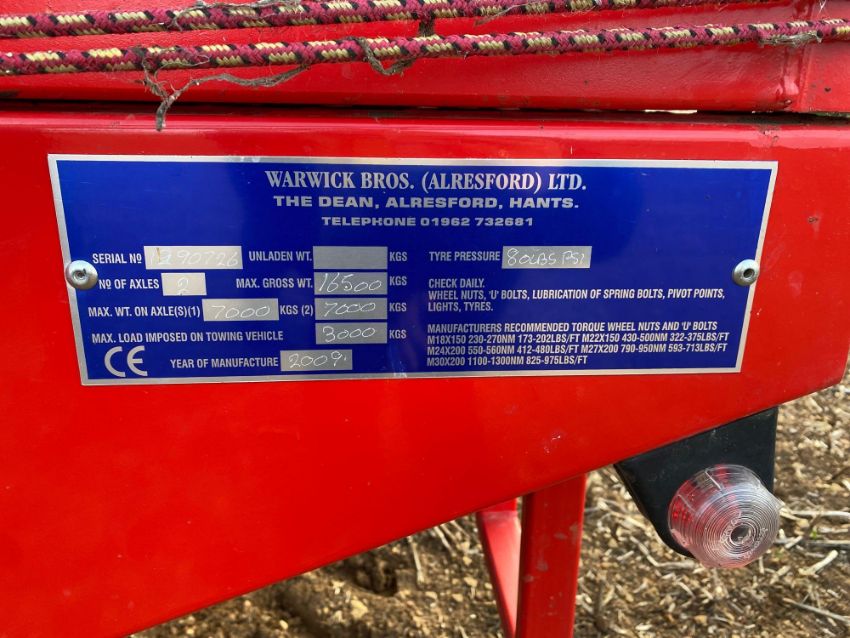 WARWICK BROS. (ALRESFORD) LTD.
THE DEAN, ALRESFORD, HANTS.
TELEPHONE 01962 732681
SERIAL Nº UNLADEN WT. KGS TYRE PRESSURE 80LBS PSI
Nº OF AXLES 2 MAX. GROSS WT. 16500 KGS
MAX. WT. ON AXLE(S)(1) 7000 KGS (2) 7000
MAX. LOAD IMPOSED ON TOWING VEHICLE 3000 KGS
CE YEAR OF MANUFACTURE 2009
CHECK DAILY.
WHEEL NUTS, 'U' BOLTS, LUBRICATION OF SPRING BOLTS, PIVOT POINTS,
LIGHTS, TYRES.
MANUFACTURERS RECOMMENDED TORQUE WHEEL NUTS AND 'U' BOLTS
M18X150 230-270NM 173-202LBS/FT M22X150 430-500NM 322-375LBS/FT
M24X200 550-560NM 412-480LBS/FT M27X200 790-950NM 593-713LBS/FT
M30X200 1100-1300NM 825-975LBS/FT